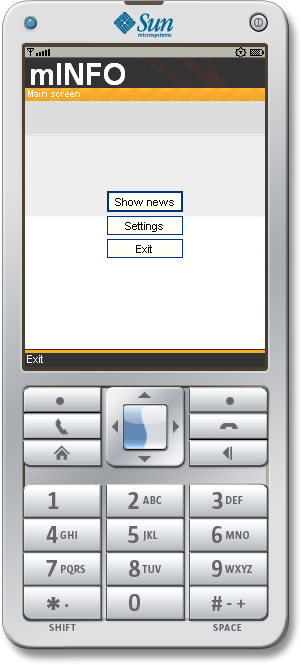 Sun
microsystems
mINFO
Main screen
Show news
Settings
Exit
Exit
1 2 ABC 3 DEF
4 GHI 5 JKL 6 MNO
7 PQRS 8 TUV 9 WXYZ
* . 0 # - +
SHIFT SPACE